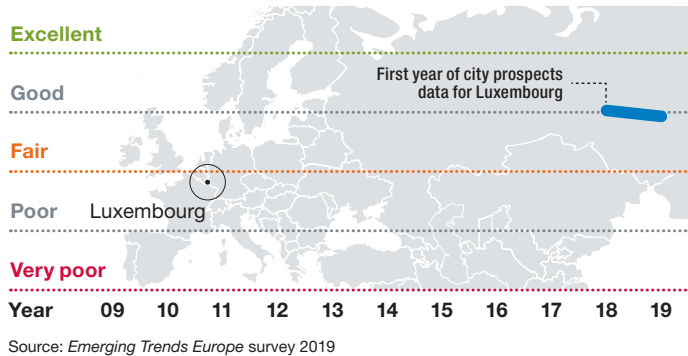 Excellent
First year of city prospects
data for Luxembourg
Good
Fair
Poor
Luxembourg
Very poor
Year 09 10 11 12 13 14 15 16 17 18 19
Source: Emerging Trends Europe survey 2019